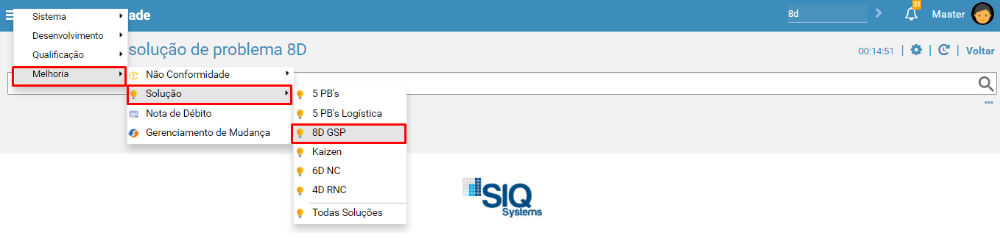 Sistema
ade
8d
31
Master
Desenvolvimento
Qualificação
solução de problema 8D
00:14:51 | | | Voltar
Melhoria
Não Conformidade
Solução
5 PB's
Nota de Débito
5 PB's Logística
Gerenciamento de Mudança
8D GSP
Kaizen
6D NC
4D RNC
Todas Soluções
SIQ
Systems